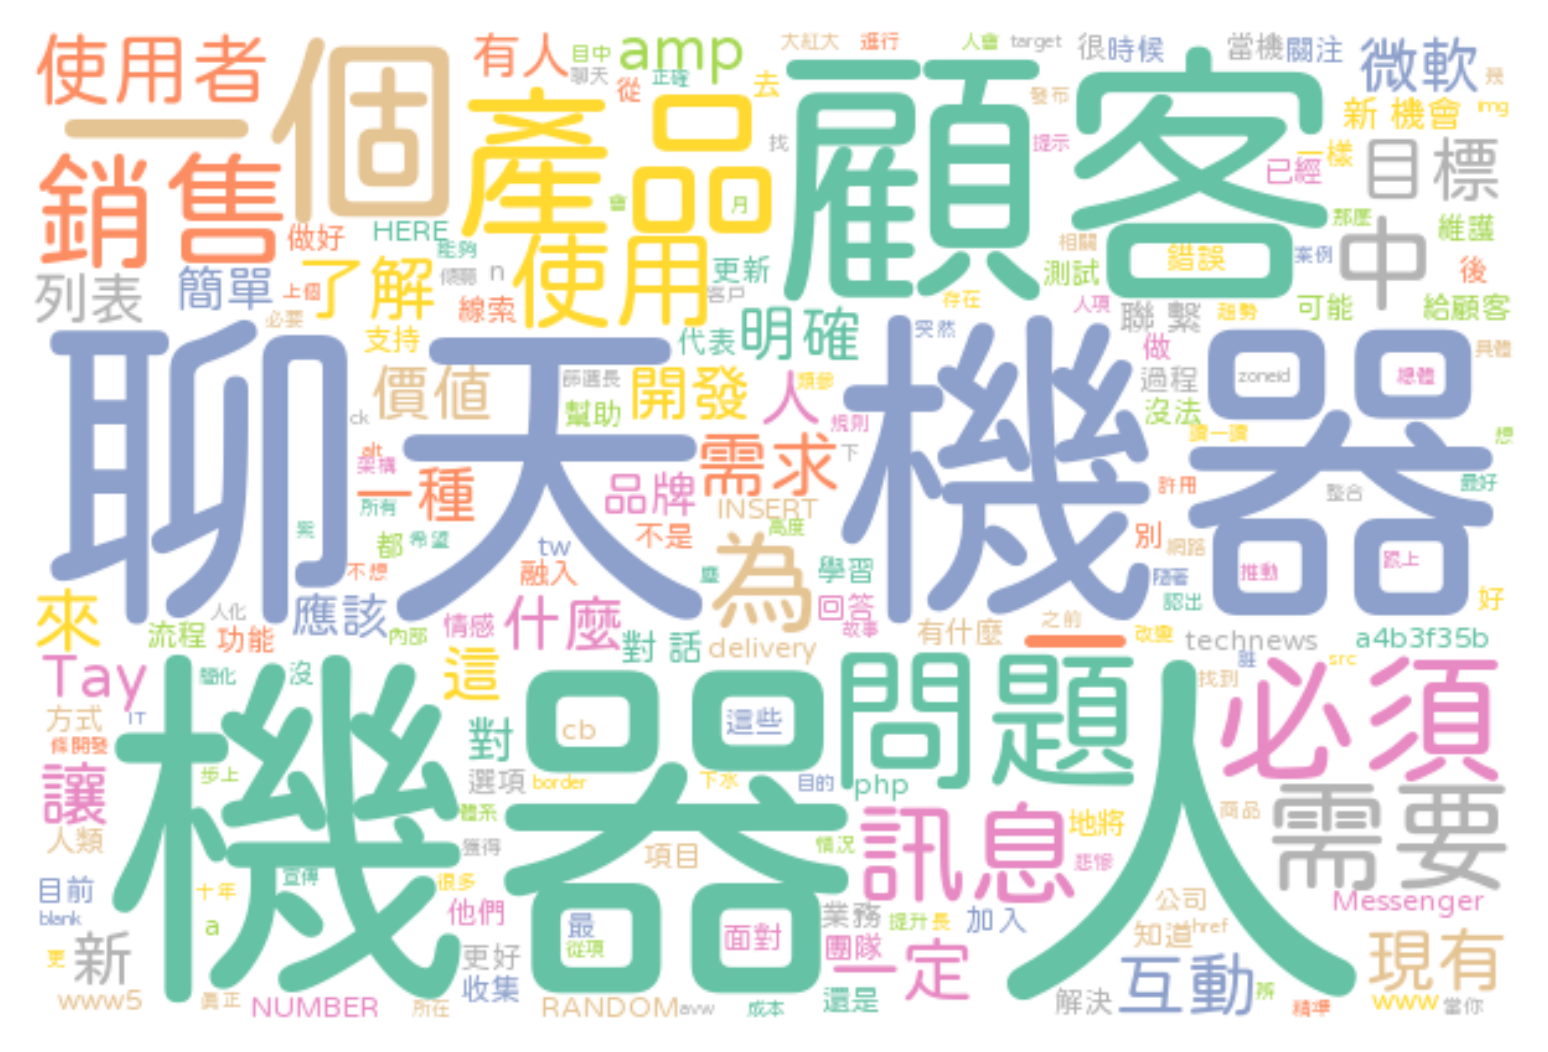 使用者
個
有人
目中
amp
大紅大
進行
人會
target
很
時候
當機
關注
微軟
聊天
從
正確
去
發布
新
機會
img
一
產品
顧客
找
提示
一樣
已經
目標
銷售
會
月
那麼
維護
做好
HERE
能夠
傾聽
n
使用
更新
客戶
相關
測試
錯誤
案例
中
後
列表
簡單
上個
了解
線索
必要
存在
人項
聯繫
趨勢
可能
給顧客
聊天
機器
支持
代表
明確
突然
做
具體
價值
篩選長
開發
人
類參
過程
zoneid
總體
ck
幫助
規則
沒法
讀一讀
想
alt
架構
一種
需求
下
所有
品牌
INSERT
高度
許用
整合
最好
都
希望
tw
不是
別
網路
不想
融入
為
學習
隨著
推動
跟上
來
人化
應該
內部
情感
什麼
回答
故事
認出
好
流程
功能
對話
delivery
有什麼
之前
一
改變
technews
a4b3f35b
Tay
簡化
沒
這
機器
問題
人
誰
src
找到
必須
方式
IT
條開發
對
cb
這些
讓
步上
選項
border
下水
目的
php
人類
體系
獲得
項目
情況
訊息
地將
悲慘
商品
需要
目前
十年
宣傳
很多
blank
a
他們
最
面對
業務
提升
長
加入
公司
Messenger
更
新
更好
從項
團隊
一定
知道
href
現有
www5
真正
NUMBER
收集
所在
RANDOM
avw
成本
還是
解決
互動
精準
www
當你